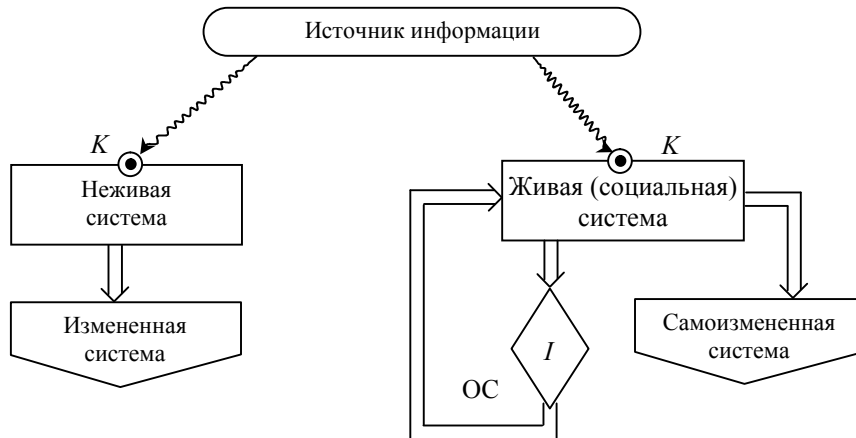 Источник информации
K
K
Неживая
система
Живая (социальная)
система
Измененная
система
I
Самоизмененная
система
ОС